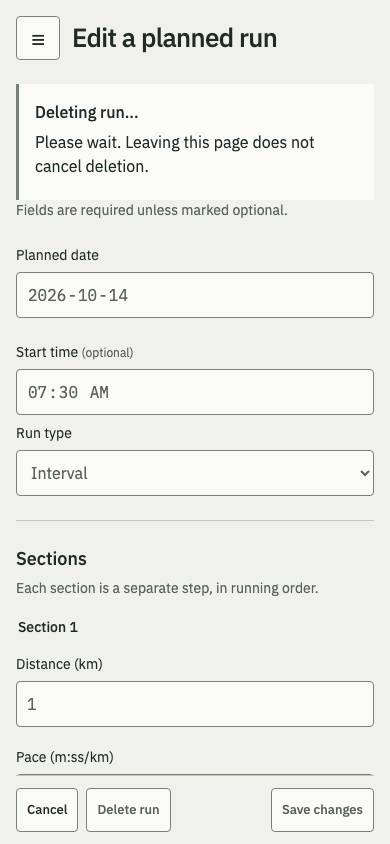 Edit a planned run
Deleting run...
Please wait. Leaving this page does not
cancel deletion.
Fields are required unless marked optional.
Planned date
2026-10-14
Start time (optional)
07:30 AM
Run type
Interval
Sections
Each section is a separate step, in running order.
Section 1
Distance (km)
1
Pace (m:ss/km)
Cancel
Delete run
Save changes